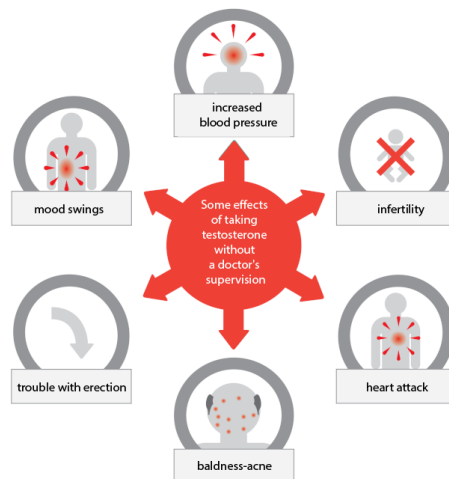 increased
blood pressure
mood swings
infertility
Some effects
of taking
testosterone
without
a doctor's
supervision
trouble with erection
heart attack
baldness-acne